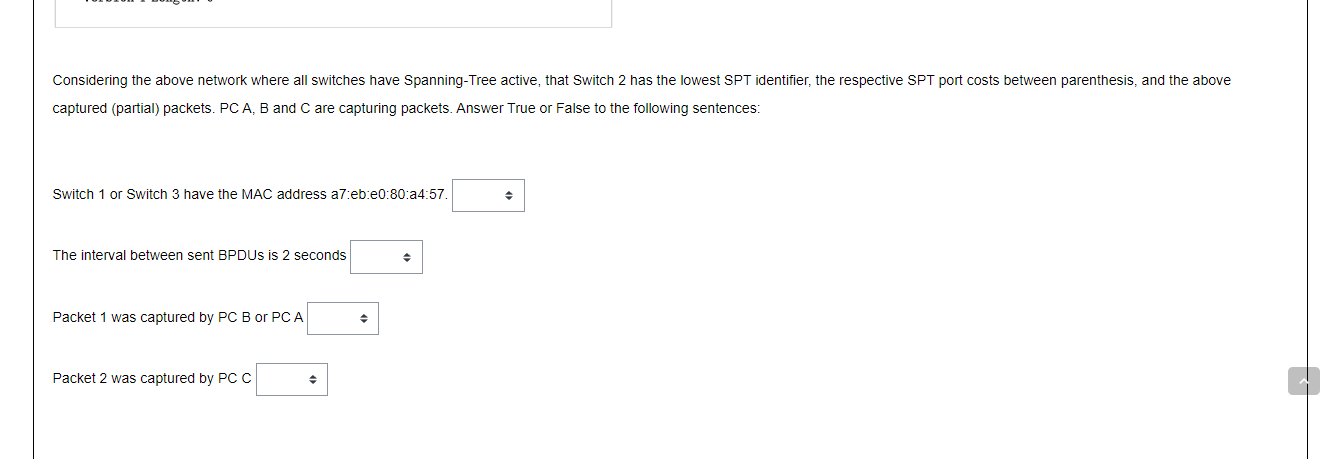 Considering the above network where all switches have Spanning-Tree active, that Switch 2 has the lowest SPT identifier, the respective SPT port costs between parenthesis, and the above
captured (partial) packets. PC A, B and C are capturing packets. Answer True or False to the following sentences:
Switch 1 or Switch 3 have the MAC address a7:eb:e0:80:a4:57.
The interval between sent BPDUs is 2 seconds
Packet 1 was captured by PC B or PC A
Packet 2 was captured by PC C